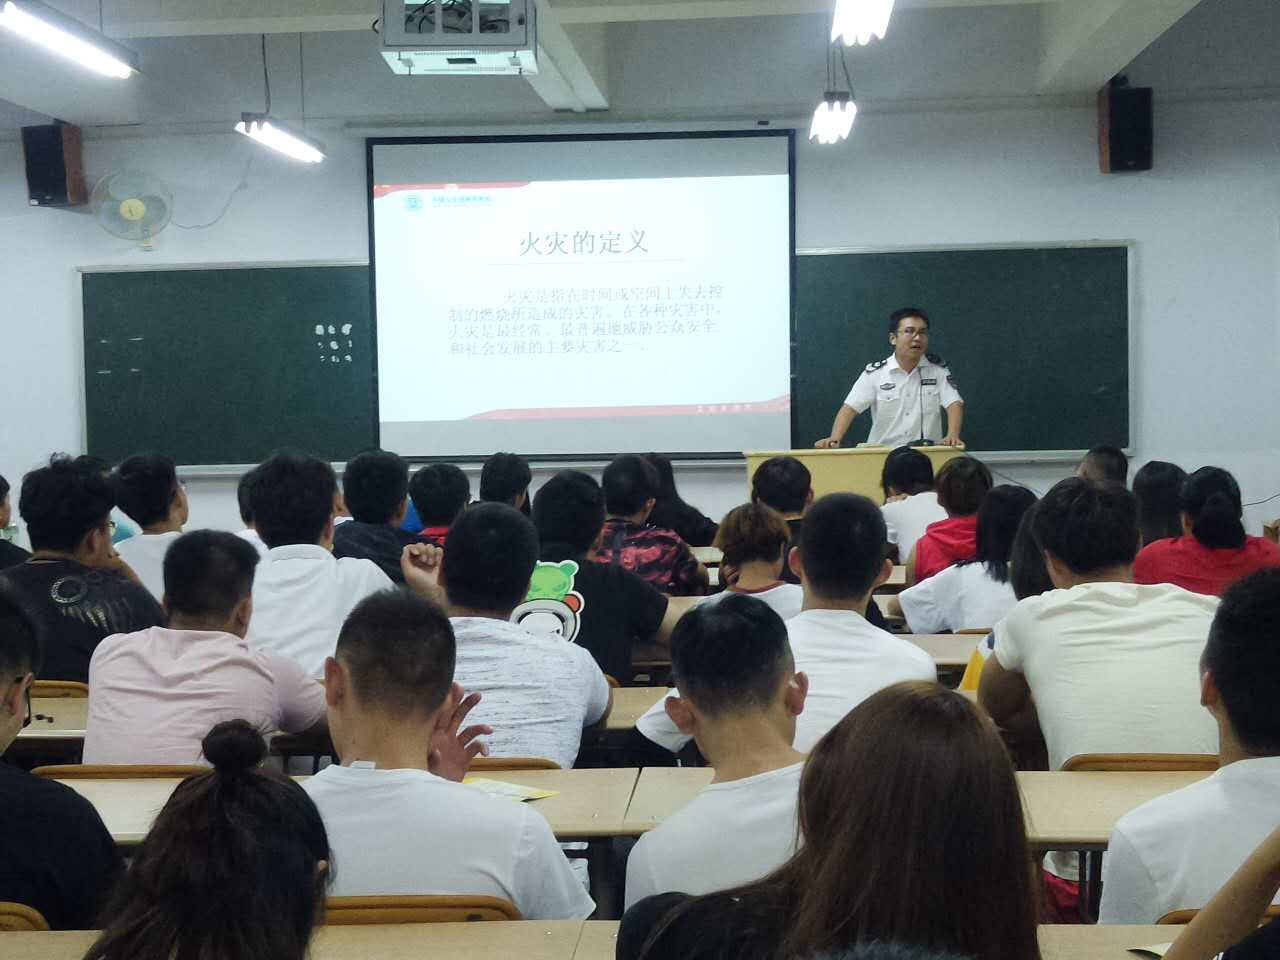 火灾的定义
火灾是指在时间或空间上失去控
制的燃烧所造成的灾害。在各种灾害中,
火灾是最经常、最普遍地威胁公众安全
和社会发展的主要灾害之一。